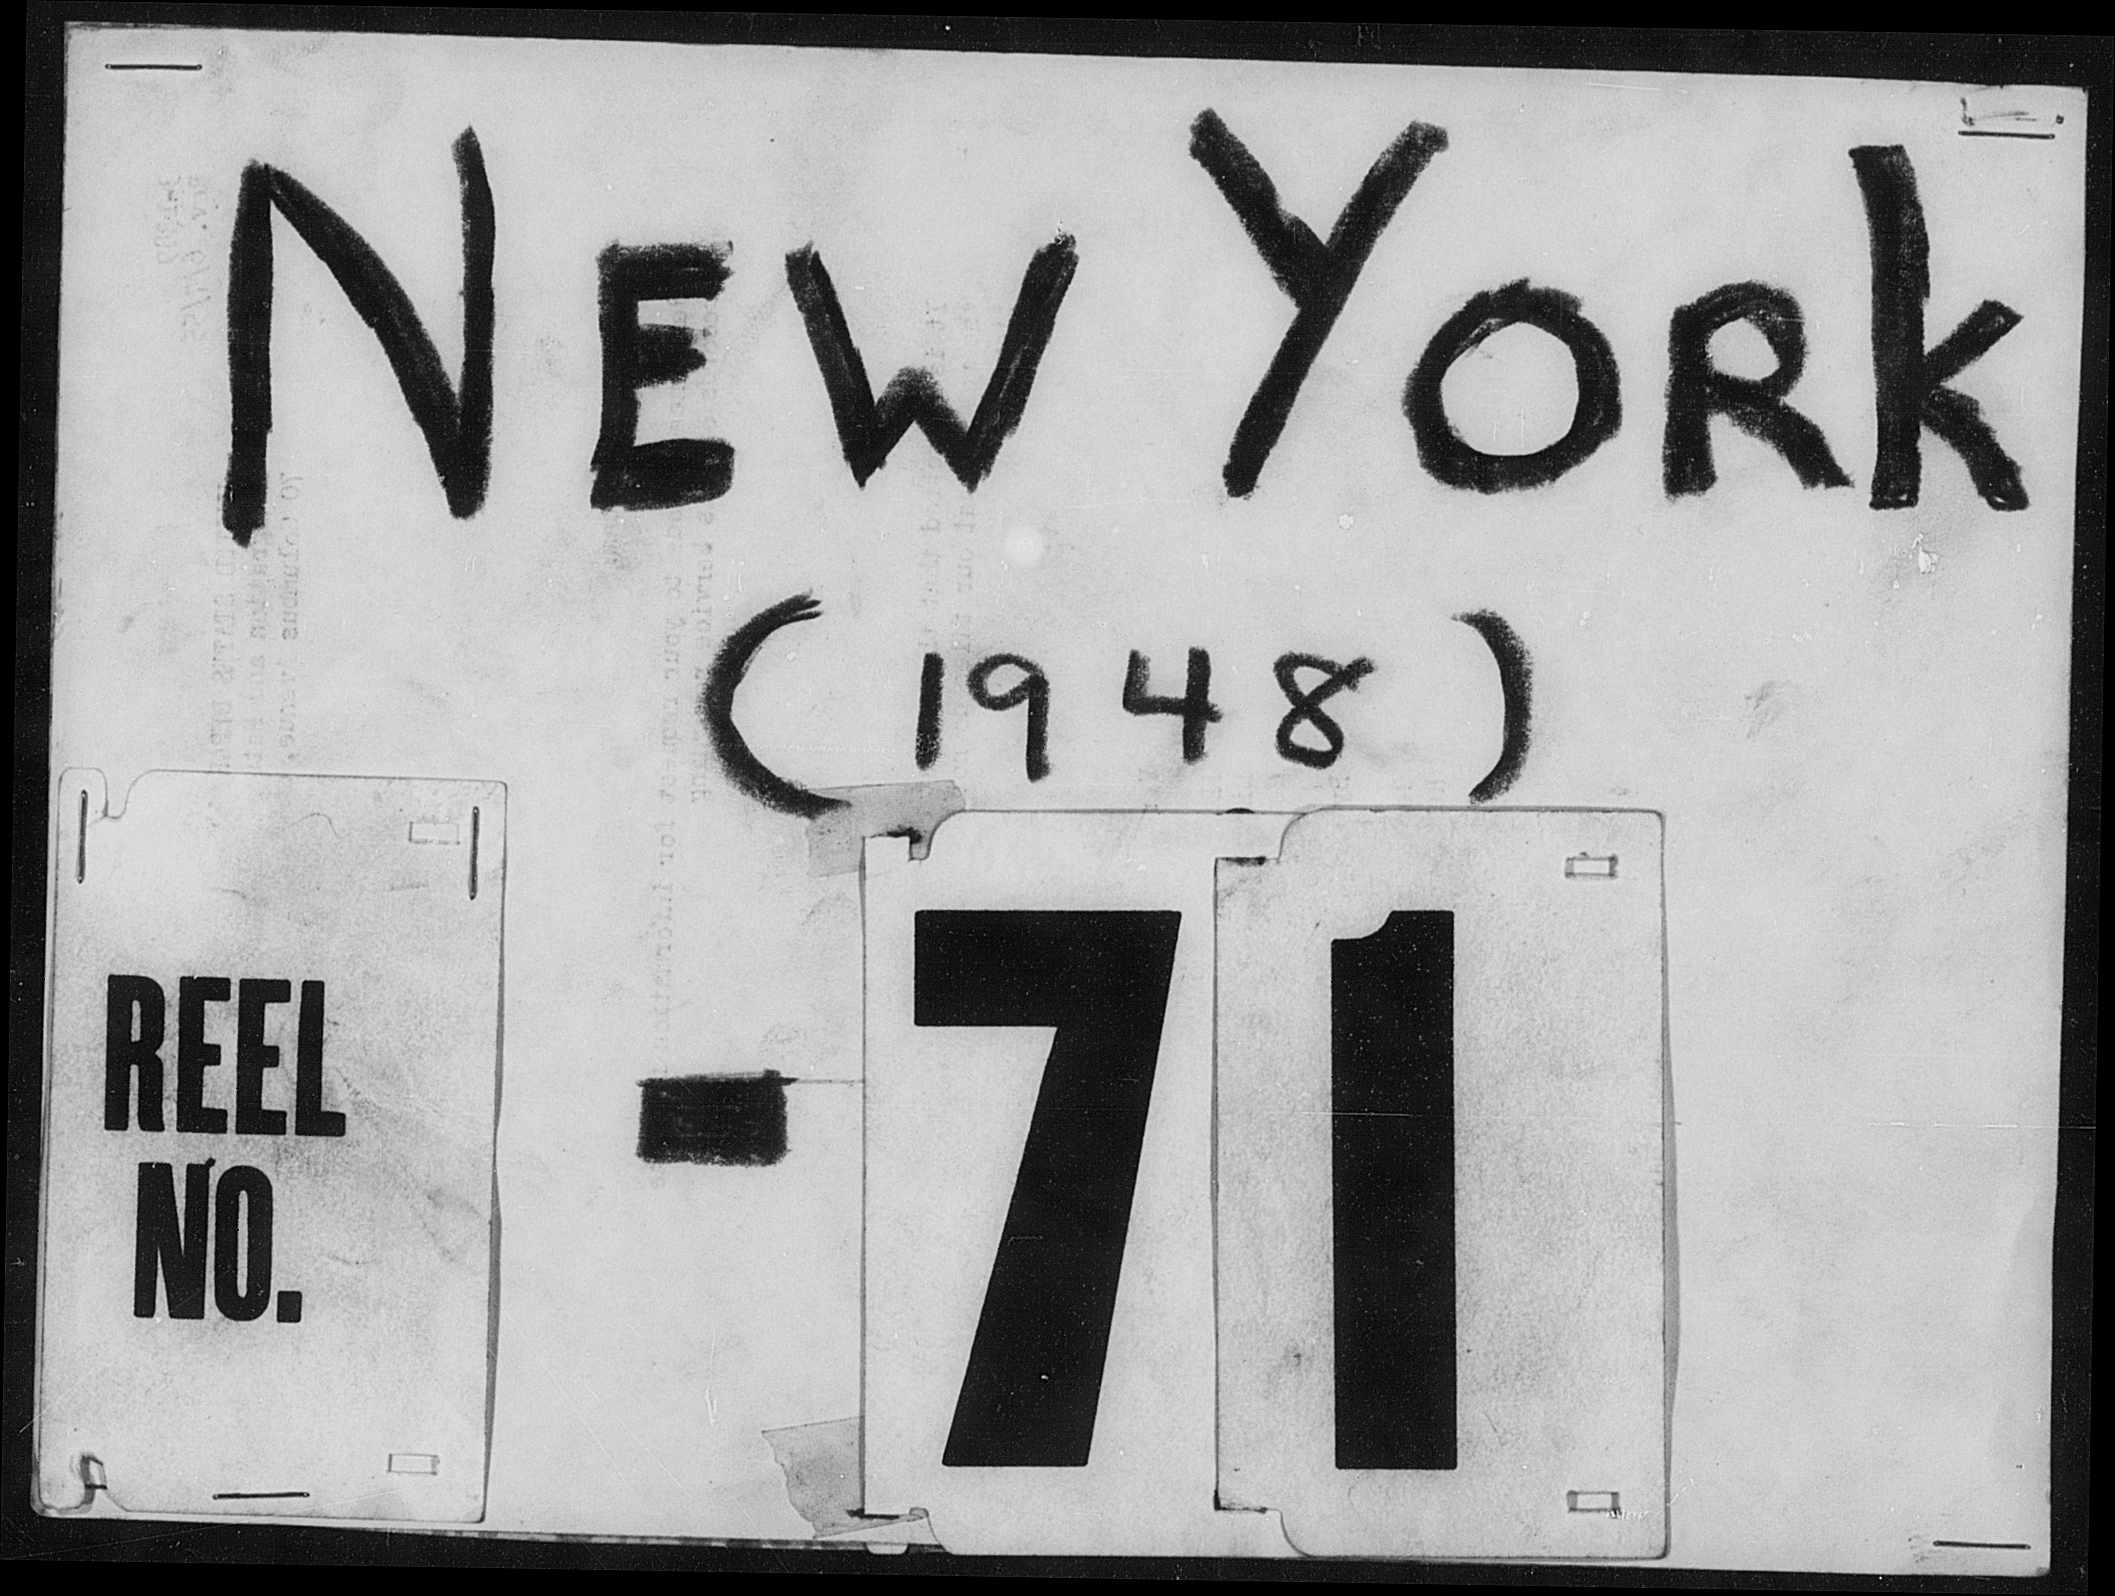 NEW YORK
(1948)
REEL
NO.
- 71